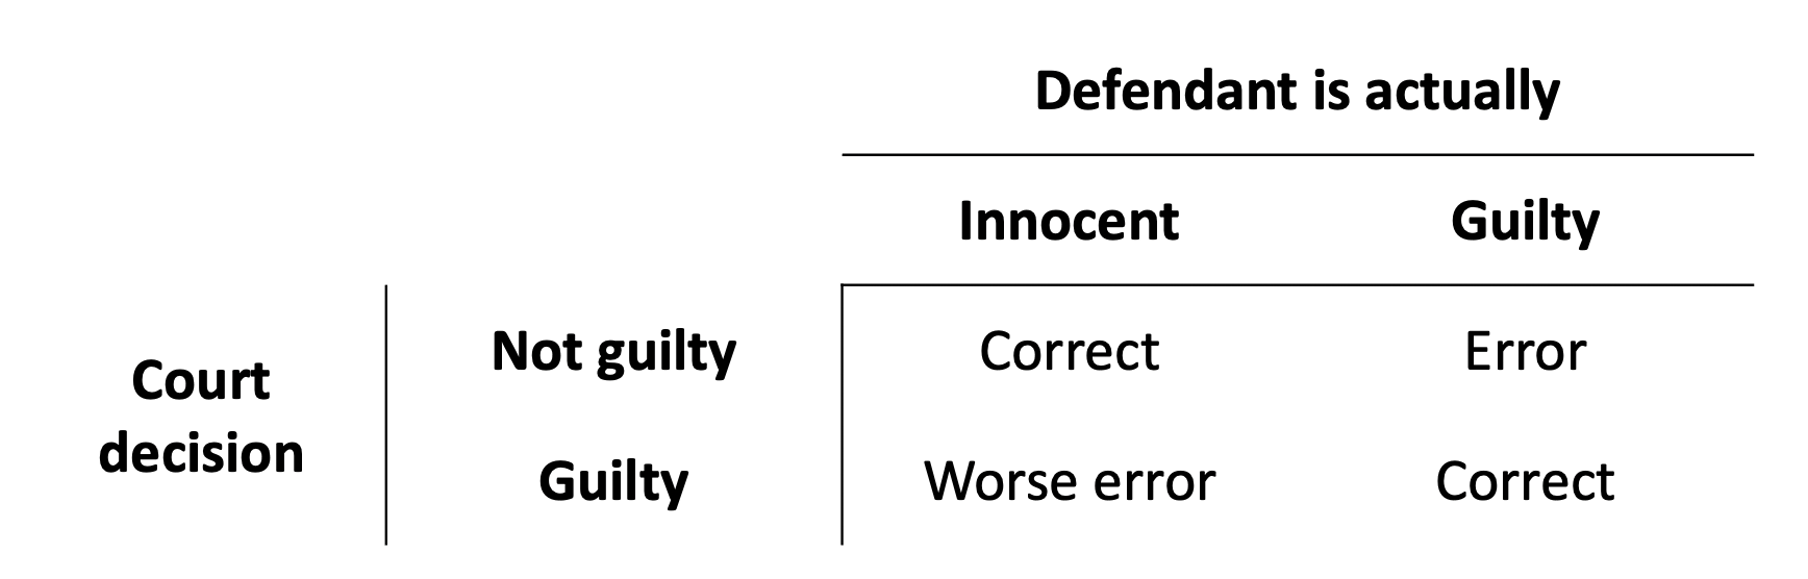 Defendant is actually
Innocent Guilty
Court
decision
Not guilty Correct Error
Guilty Worse error Correct